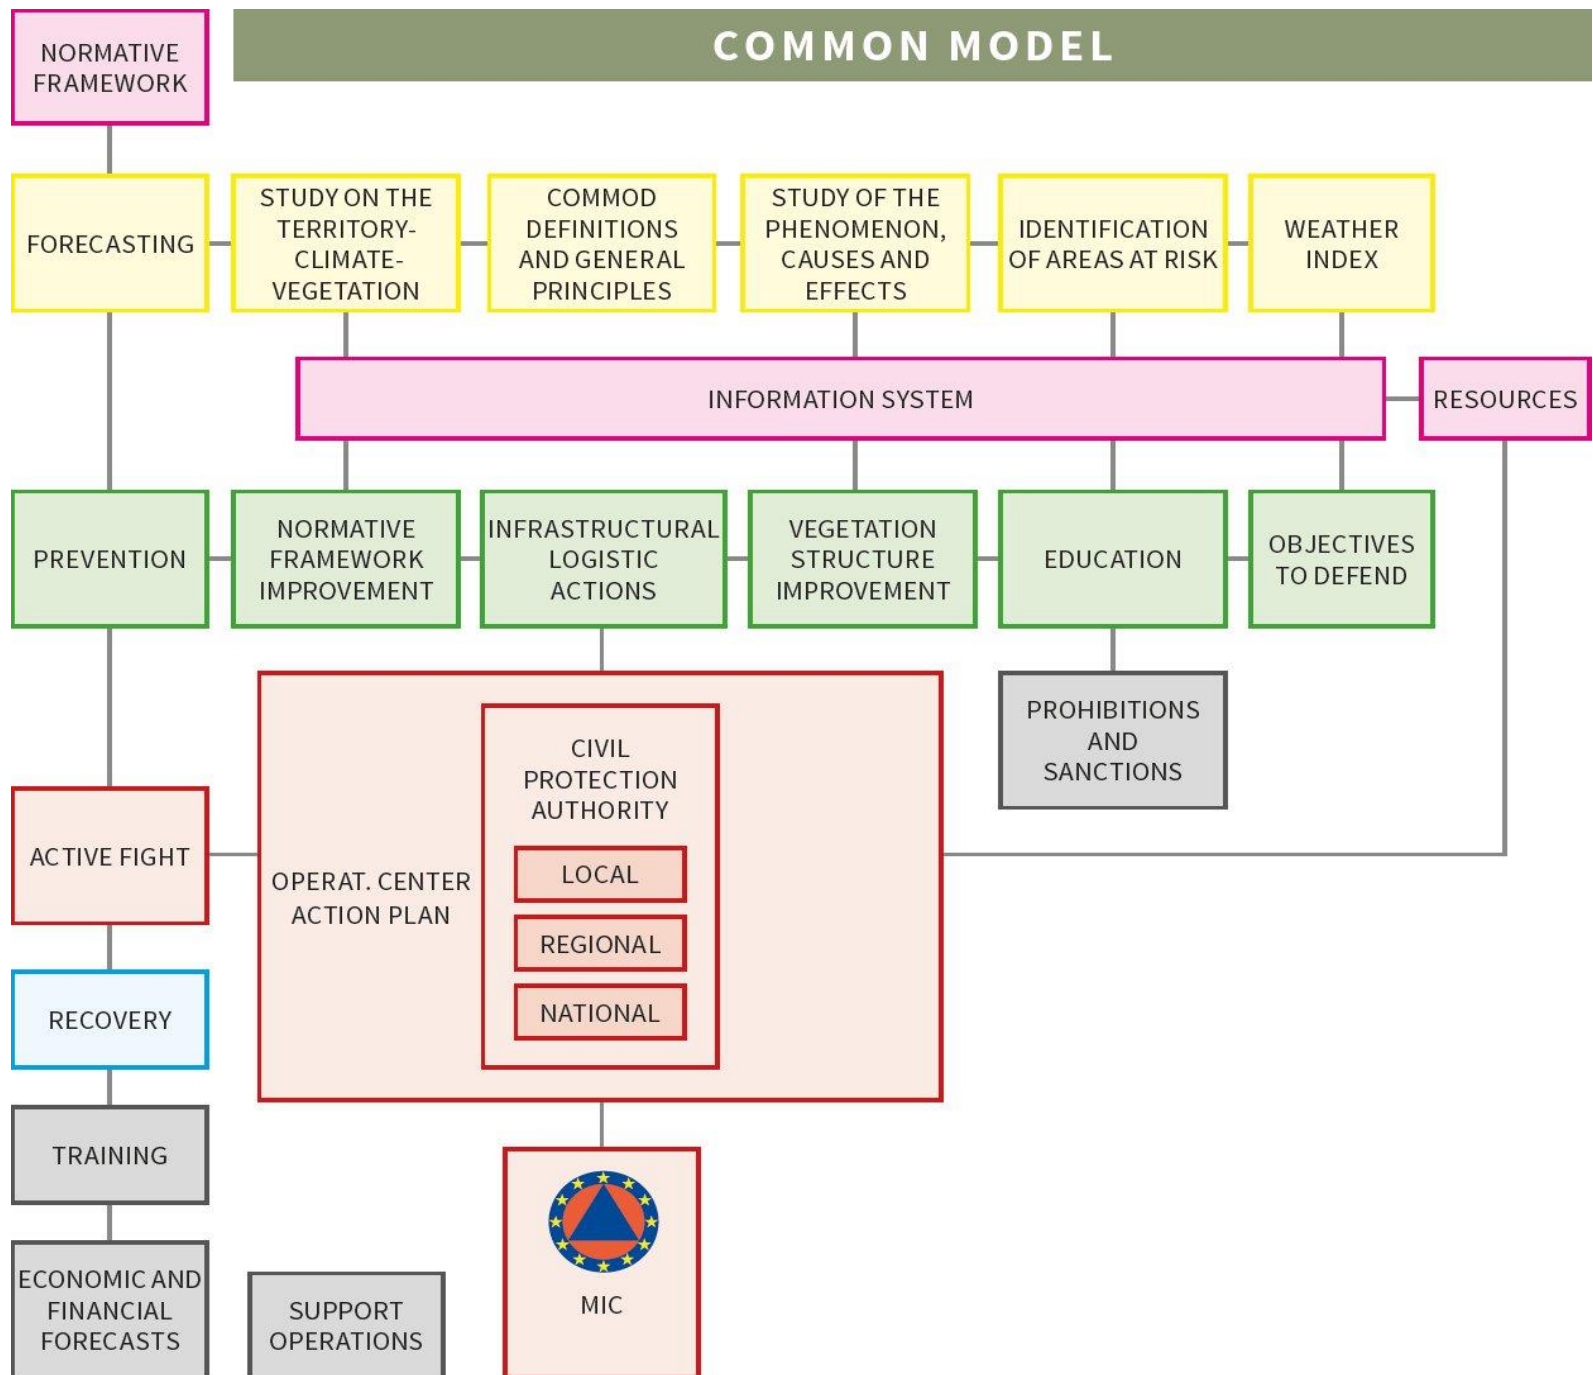 NORMATIVE
FRAMEWORK
COMMON MODEL
FORECASTING
STUDY ON THE
TERRITORY-
CLIMATE-
VEGETATION
COMMOD
DEFINITIONS
AND GENERAL
PRINCIPLES
STUDY OF THE
PHENOMENON,
CAUSES AND
EFFECTS
IDENTIFICATION
OF AREAS AT RISK
WEATHER
INDEX
INFORMATION SYSTEM
RESOURCES
PREVENTION
NORMATIVE
FRAMEWORK
IMPROVEMENT
INFRASTRUCTURAL
LOGISTIC
ACTIONS
VEGETATION
STRUCTURE
IMPROVEMENT
EDUCATION
OBJECTIVES
TO DEFEND
PROHIBITIONS
AND
SANCTIONS
ACTIVE FIGHT
OPERAT. CENTER
ACTION PLAN
CIVIL
PROTECTION
AUTHORITY
LOCAL
REGIONAL
NATIONAL
RECOVERY
TRAINING
ECONOMIC AND
FINANCIAL
FORECASTS
SUPPORT
OPERATIONS
MIC